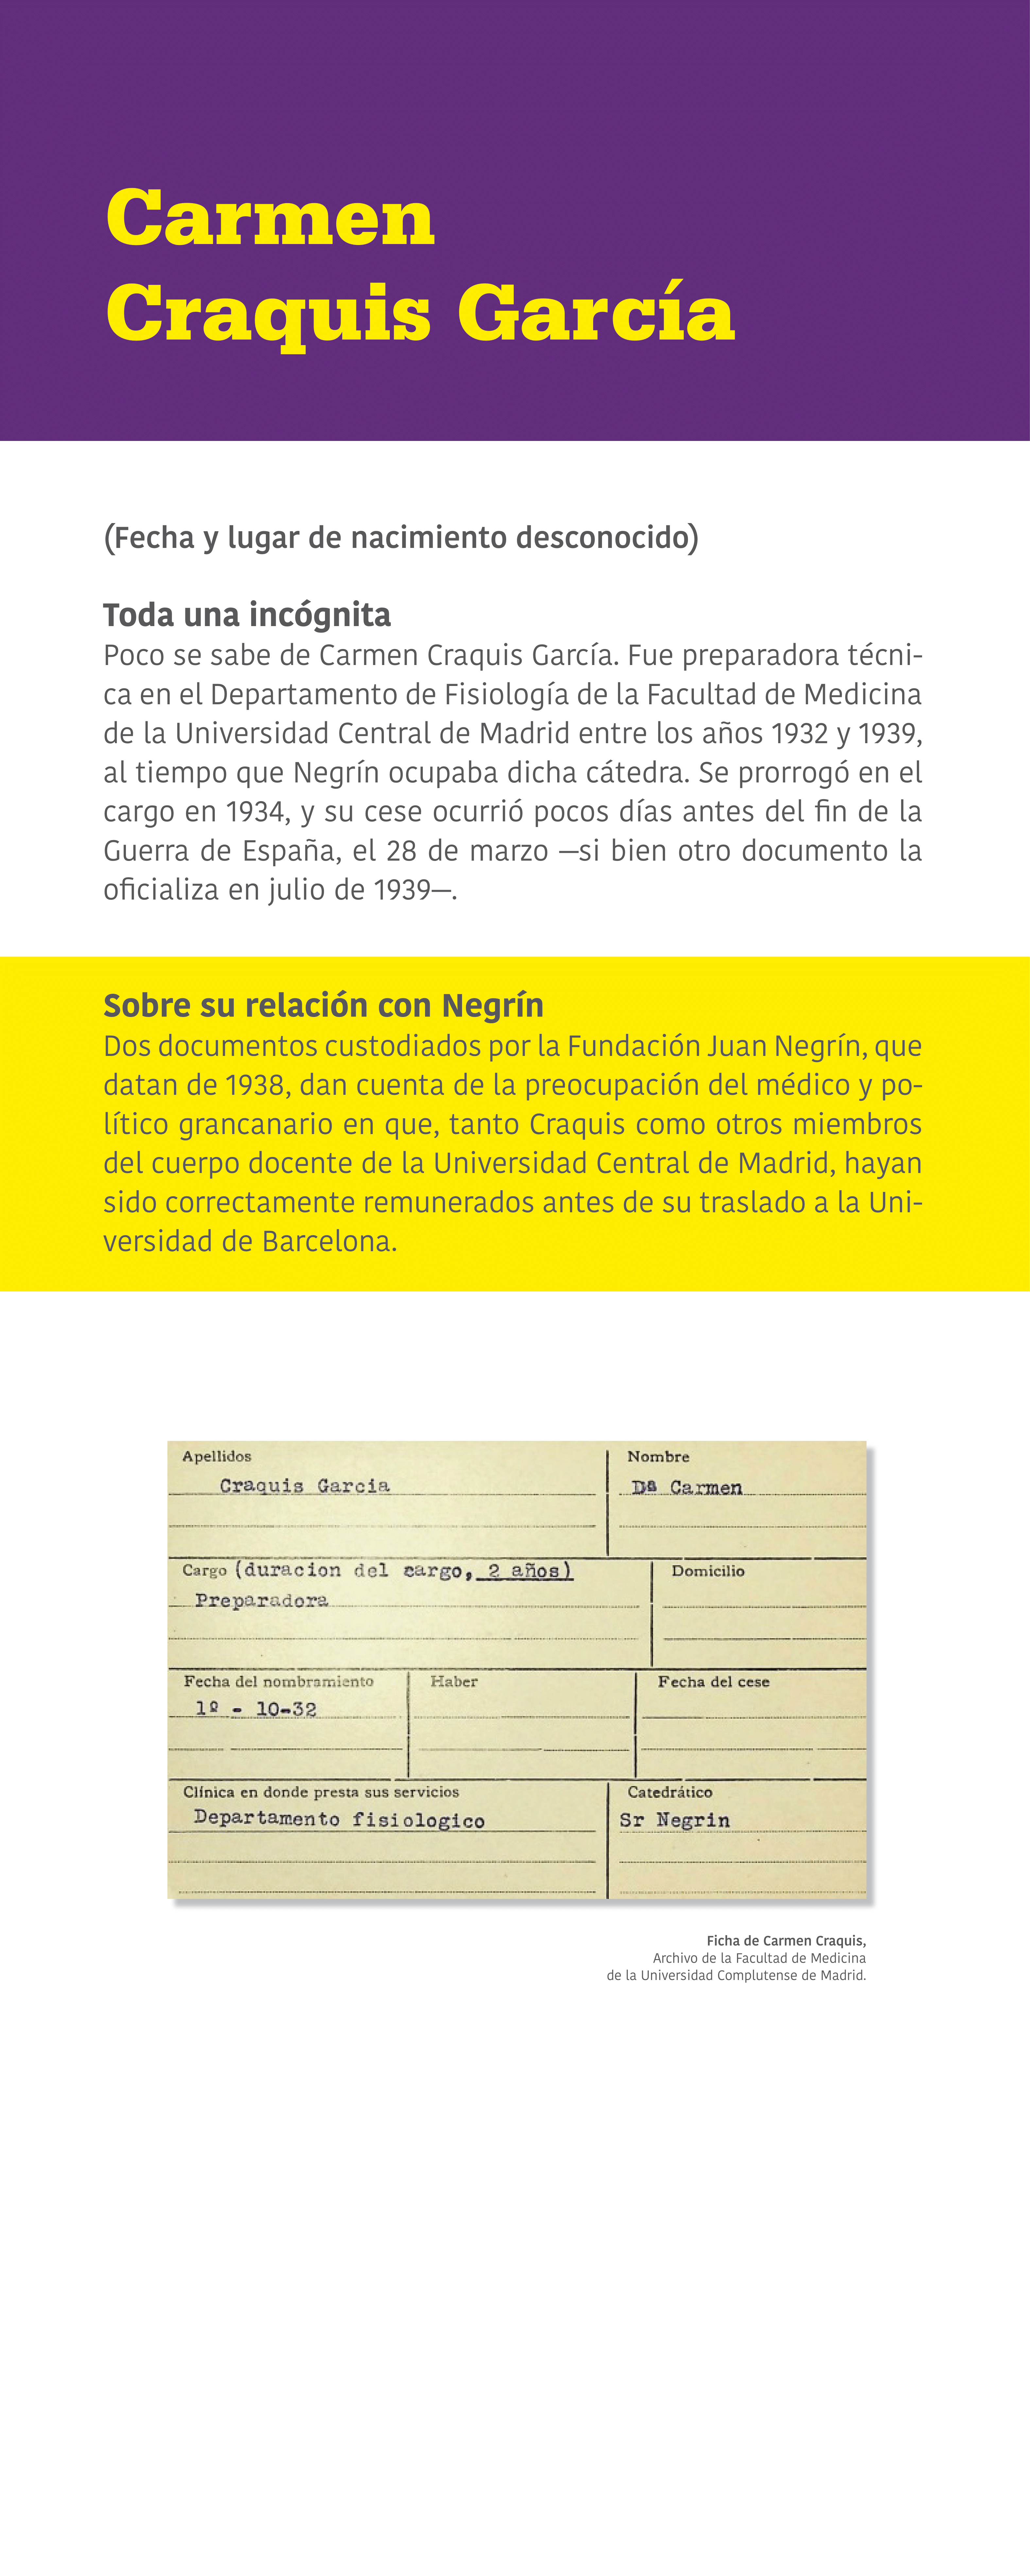 Carmen
Craquis García
(Fecha y lugar de nacimiento desconocido)
Toda una incógnita
Poco se sabe de Carmen Craquis García. Fue preparadora técni-
ca en el Departamento de Fisiología de la Facultad de Medicina
de la Universidad Central de Madrid entre los años 1932 y 1939,
al tiempo que Negrín ocupaba dicha cátedra. Se prorrogó en el
cargo en 1934, y su cese ocurrió pocos días antes del fin de la
Guerra de España, el 28 de marzo —si bien otro documento la
oficializa en julio de 1939—.
Sobre su relación con Negrín
Dos documentos custodiados por la Fundación Juan Negrín, que
datan de 1938, dan cuenta de la preocupación del médico y po-
lítico grancanario en que, tanto Craquis como otros miembros
del cuerpo docente de la Universidad Central de Madrid, hayan
sido correctamente remunerados antes de su traslado a la Uni-
versidad de Barcelona.
Apellidos Nombre
Craquis Garcia Dª Carmen
Cargo (duracion del cargo, 2 años) Domicilio
Preparadora
Fecha del nombramiento Haber Fecha del cese
1º - 10-32
Clínica en donde presta sus servicios Catedrático
Departamento fisiologico Sr Negrin
Ficha de Carmen Craquis,
Archivo de la Facultad de Medicina
de la Universidad Complutense de Madrid.